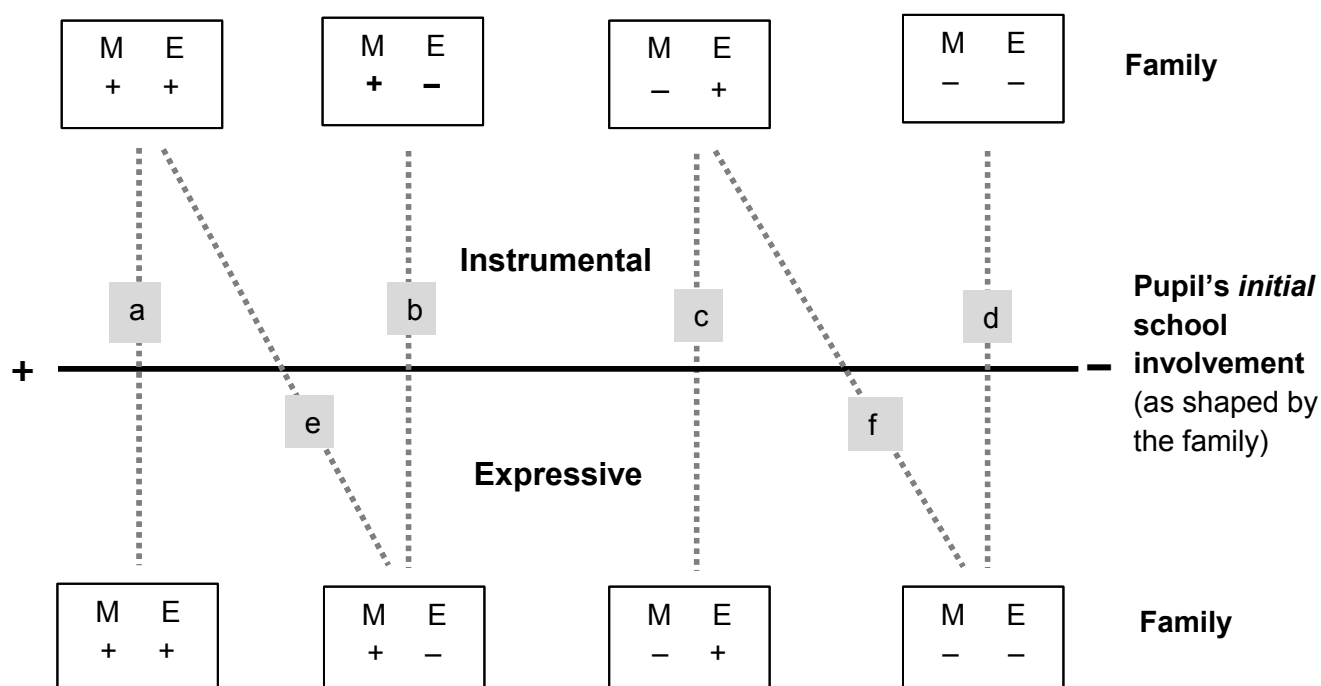 M E
+ +
M E
+ –
M E
– +
M E
– –
Family
Instrumental
a
b
c
d
+
–
Pupil’s initial
school
involvement
(as shaped by
the family)
e
f
Expressive
M E
+ +
M E
+ –
M E
– +
M E
– –
Family